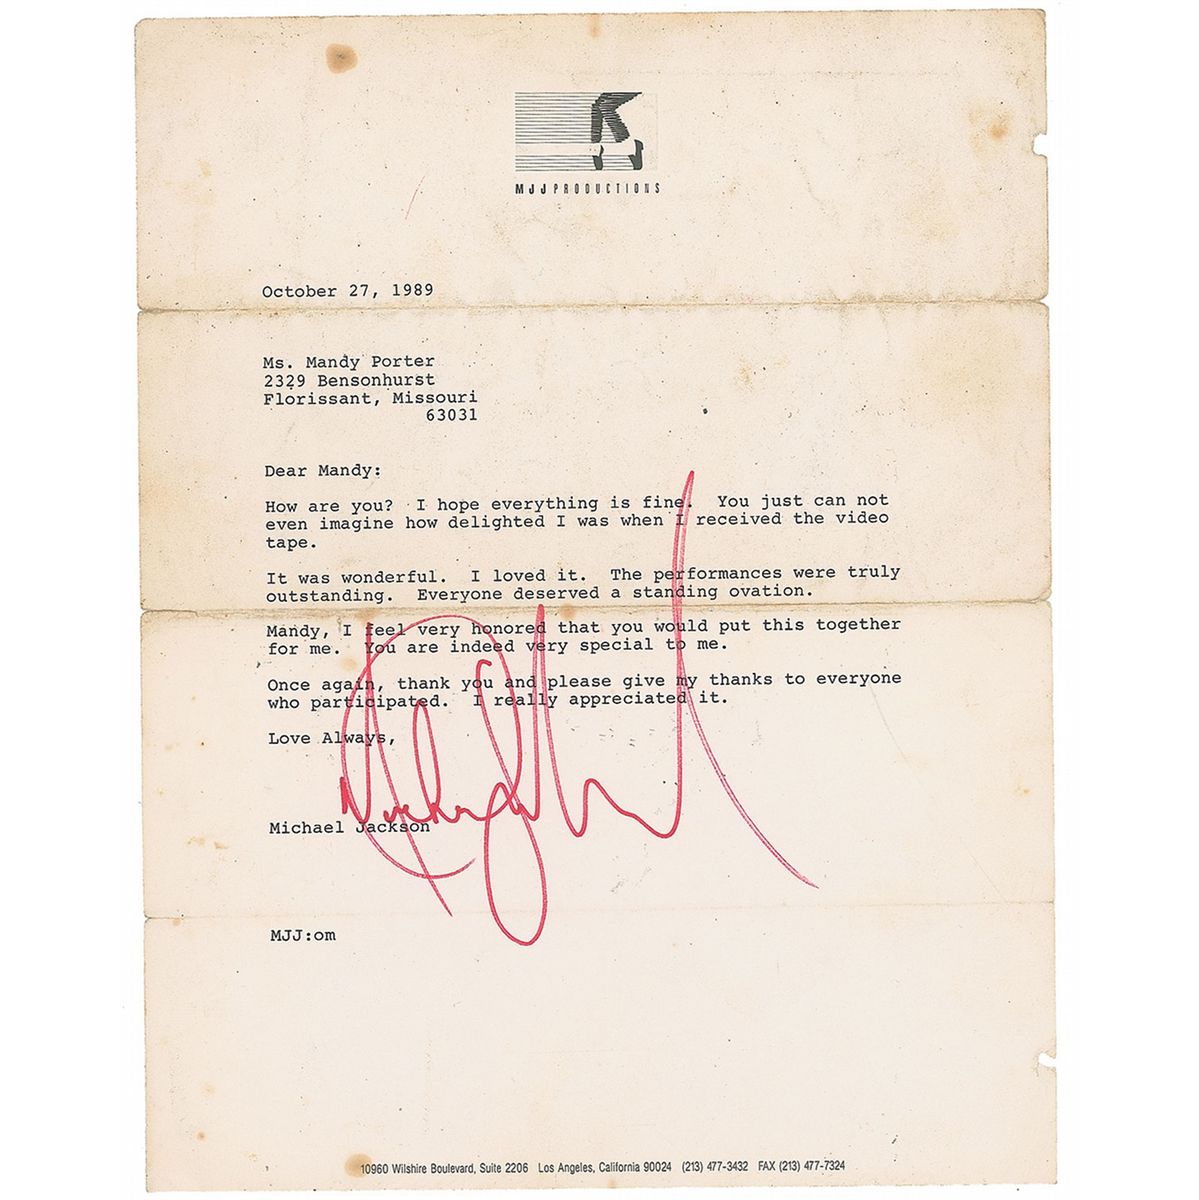 MJJ PRODUCTIONS
October 27, 1989
Ms. Mandy Porter
2329 Bensonhurst
Florissant, Missouri
63031
Dear Mandy:
How are you? I hope everything is fine. You just can not
even imagine how delighted I was when I received the video
tape.
It was wonderful. I loved it. The performances were truly
outstanding. Everyone deserved a standing ovation.
Mandy, I feel very honored that you would put this together
for me. You are indeed very special to me.
Once again, thank you and please give my thanks to everyone
who participated. I really appreciated it.
Love Always,
Michael Jackson
MJJ:om
10960 Wilshire Boulevard, Suite 2206 Los Angeles, California 90024 (213) 477-3432 FAX (213) 477-7324